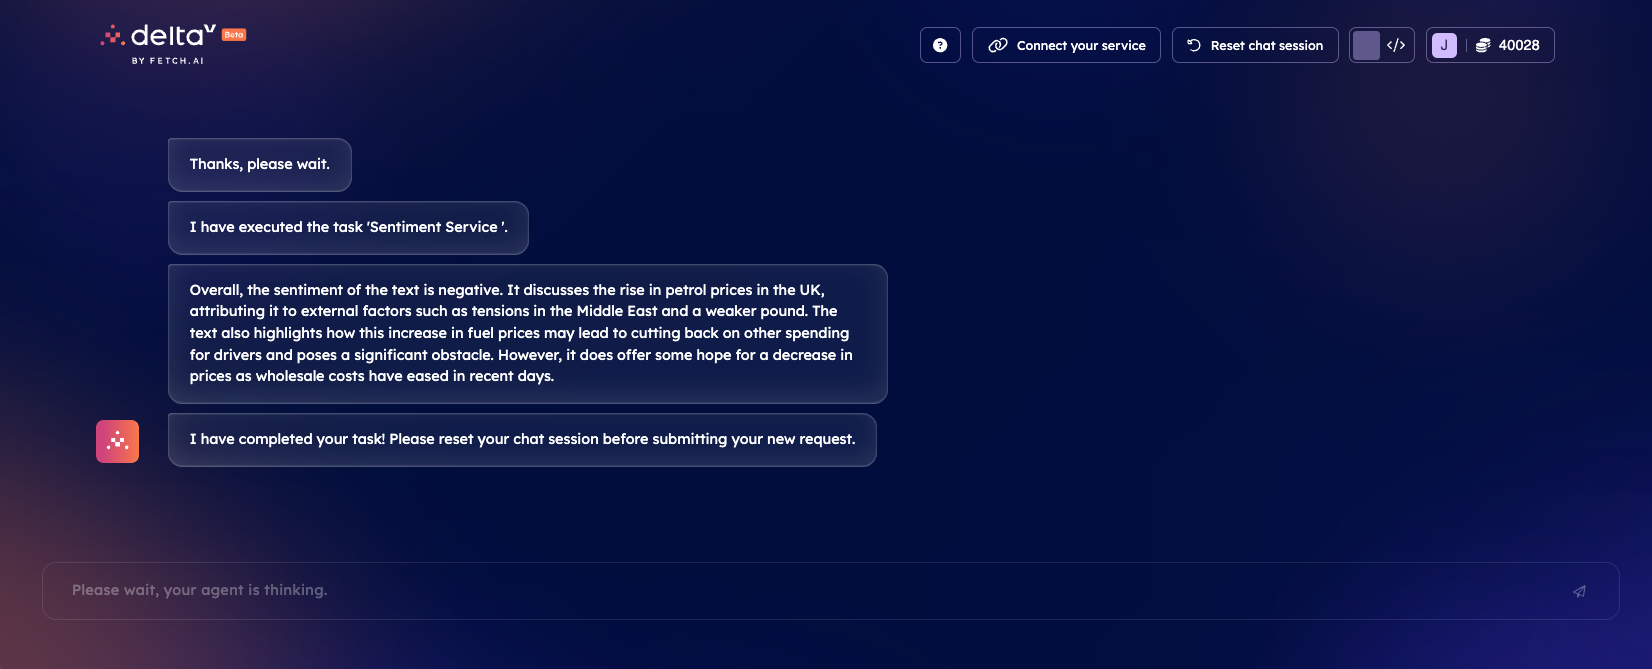 deltaV Beta
BY FETCH.AI
? Connect your service Reset chat session </> J 40028
Thanks, please wait.
I have executed the task 'Sentiment Service '.
Overall, the sentiment of the text is negative. It discusses the rise in petrol prices in the UK,
attributing it to external factors such as tensions in the Middle East and a weaker pound. The
text also highlights how this increase in fuel prices may lead to cutting back on other spending
for drivers and poses a significant obstacle. However, it does offer some hope for a decrease in
prices as wholesale costs have eased in recent days.
I have completed your task! Please reset your chat session before submitting your new request.
Please wait, your agent is thinking.